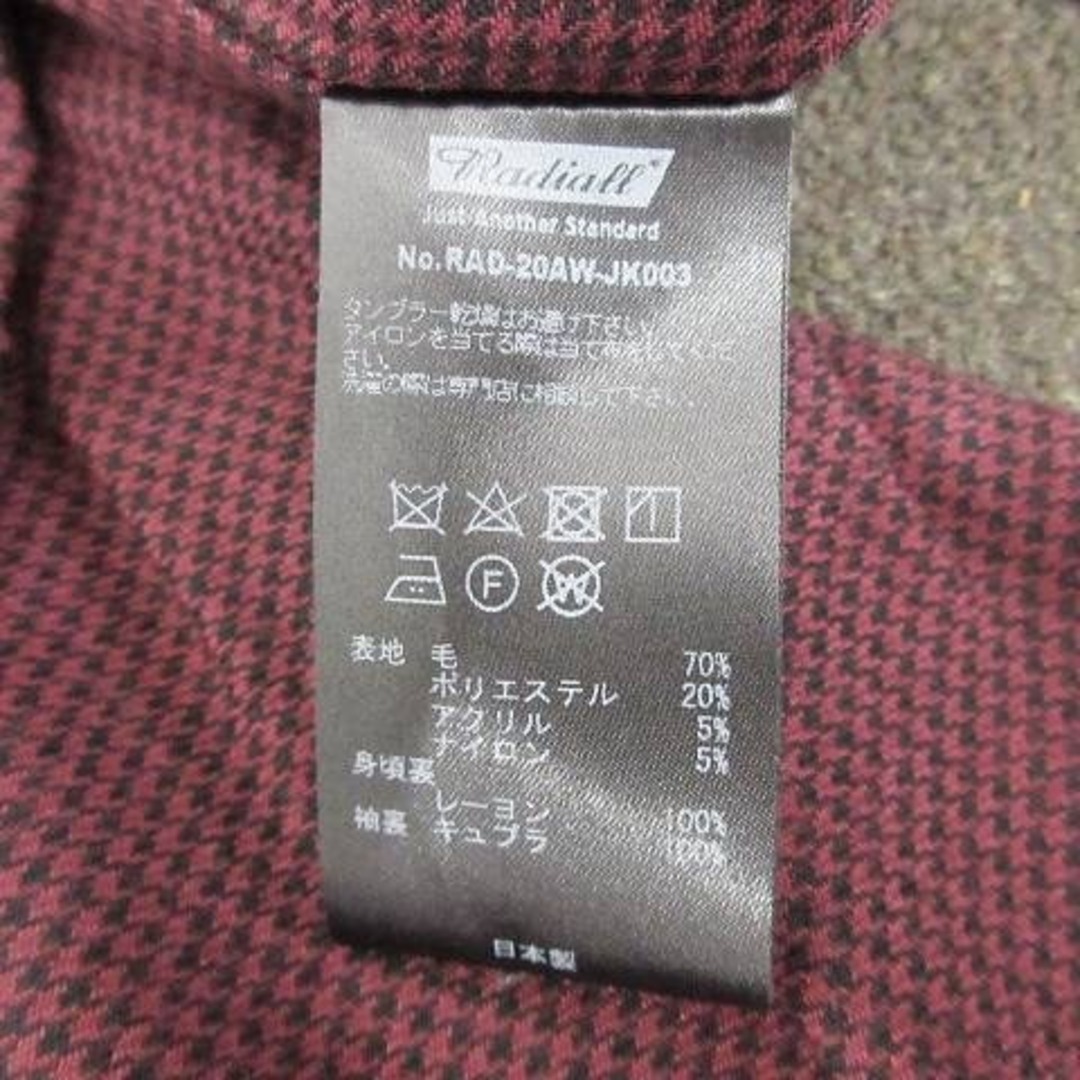 Radiall
Just Another Standard
No.RAD-20AW-JK003
タンブラー乾燥はお避け下さい。
アイロンを当てる際は当て布をしてくだ
さい。
洗濯の際は専門店に相談して下さい。
F
W
表地 毛 70%
ポリエステル 20%
アクリル 5%
ナイロン 5%
身頃裏
レーヨン 100%
袖裏 キュプラ 100%
日本製